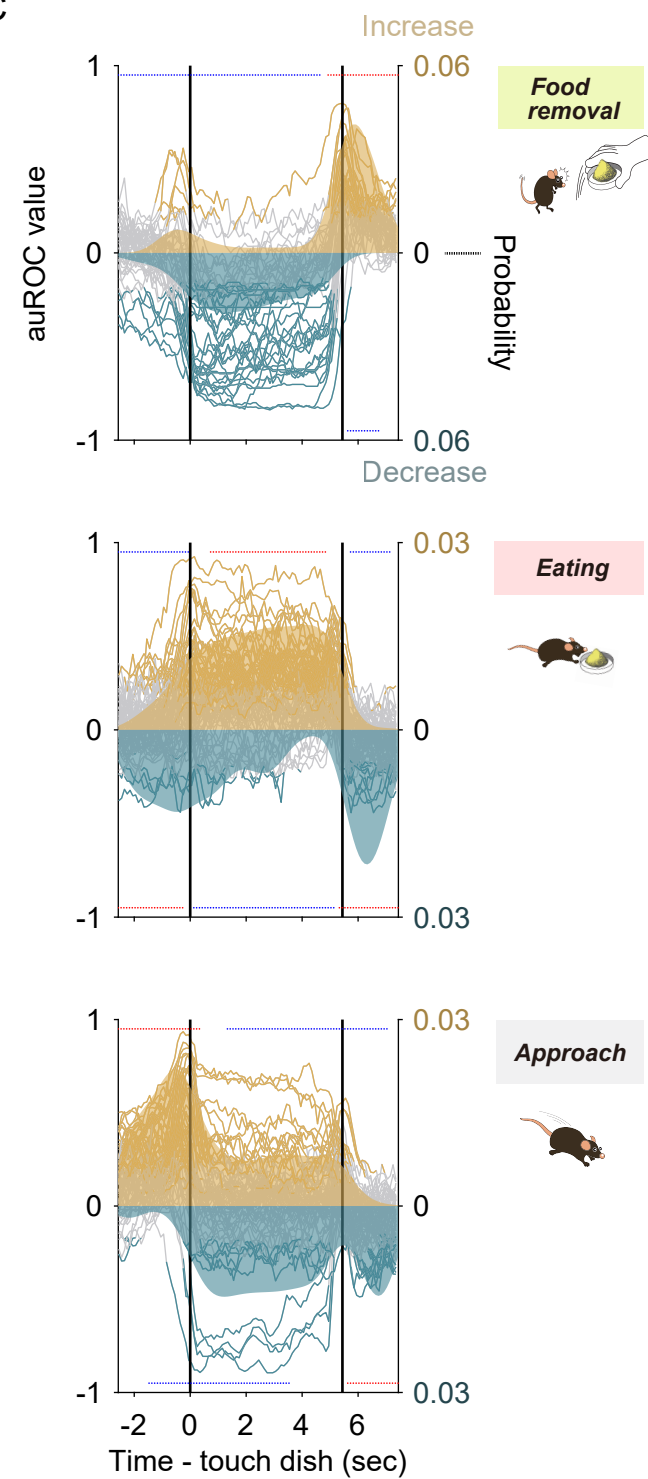 Increase
1
0.06
Food
removal
auROC value
0
0
Probability
-1
0.06
Decrease
1
0.03
Eating
0
0
-1
0.03
1
0.03
Approach
0
0
-1
0.03
-2 0 2 4 6
Time - touch dish (sec)